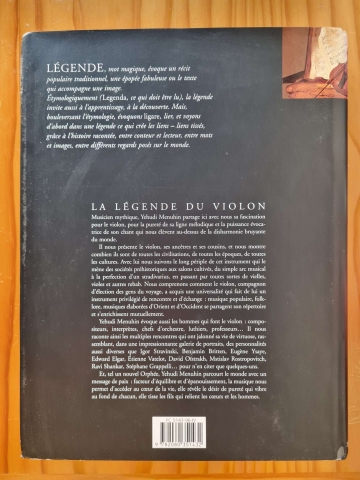 LÉGENDE, mot magique, évoque un récit
populaire traditionnel, une épopée fabuleuse ou le texte
qui accompagne une image.
Étymologiquement (Legenda, ce qui doit être lu), la légende
invite aussi à l'apprentissage, à la découverte. Mais,
bouleversant l'étymologie, évoquons ligare, lier, et voyons
d'abord dans une légende ce qui crée les liens – liens tissés,
grâce à l'histoire racontée, entre conteur et lecteur, entre mots
et images, entre différents regards posés sur le monde.
LA LÉGENDE DU VIOLON
Musicien mythique, Yehudi Menuhin partage ici avec nous sa fascination
pour le violon, pour la pureté de sa ligne mélodique et la puissance évoca-
trice de son chant qui nous élèvent au-dessus de la disharmonie bruyante
du monde.
Il nous présente le violon, ses ancêtres et ses cousins, et nous montre
combien ils sont de toutes les civilisations, de toutes les époques, de toutes
les cultures. Avec lui nous suivons le long périple de cet instrument qui le
mène des sociétés préhistoriques aux salons cultivés, du simple arc musical
à la perfection d'un stradivarius, en passant par toutes sortes de vielles,
violes et autre rebab. Nous comprenons comment le violon, compagnon
d'élection des gens du voyage, a acquis une universalité qui fait de lui un
instrument privilégié de rencontre et d'échange : musique populaire, folk-
lore, musiques élaborées d'Orient et d'Occident se partagent son répertoire
et s'enrichissent mutuellement.
Yehudi Menuhin évoque aussi les hommes qui font le violon : composi-
teurs, interprètes, chefs d'orchestre, luthiers, professeurs... Il nous
raconte ainsi les multiples rencontres qui ont jalonné sa vie de virtuose, ras-
semblant, dans une impressionnante galerie de portraits, des personnalités
aussi diverses que Igor Stravinski, Benjamin Britten, Eugène Ysaye,
Edward Elgar, Étienne Vatelot, David Oïstrakh, Mstislav Rostropovitch,
Ravi Shankar, Stéphane Grappelli... pour n'en citer que quelques-uns.
Et, tel un nouvel Orphée, Yehudi Menuhin parcourt le monde avec un
message de paix : facteur d'équilibre et d'épanouissement, la musique nous
permet d'accéder au cœur de la vie, elle révèle le désir de pureté qui vibre
au fond de chacun, elle tisse les fils qui relient les cœurs et les hommes.